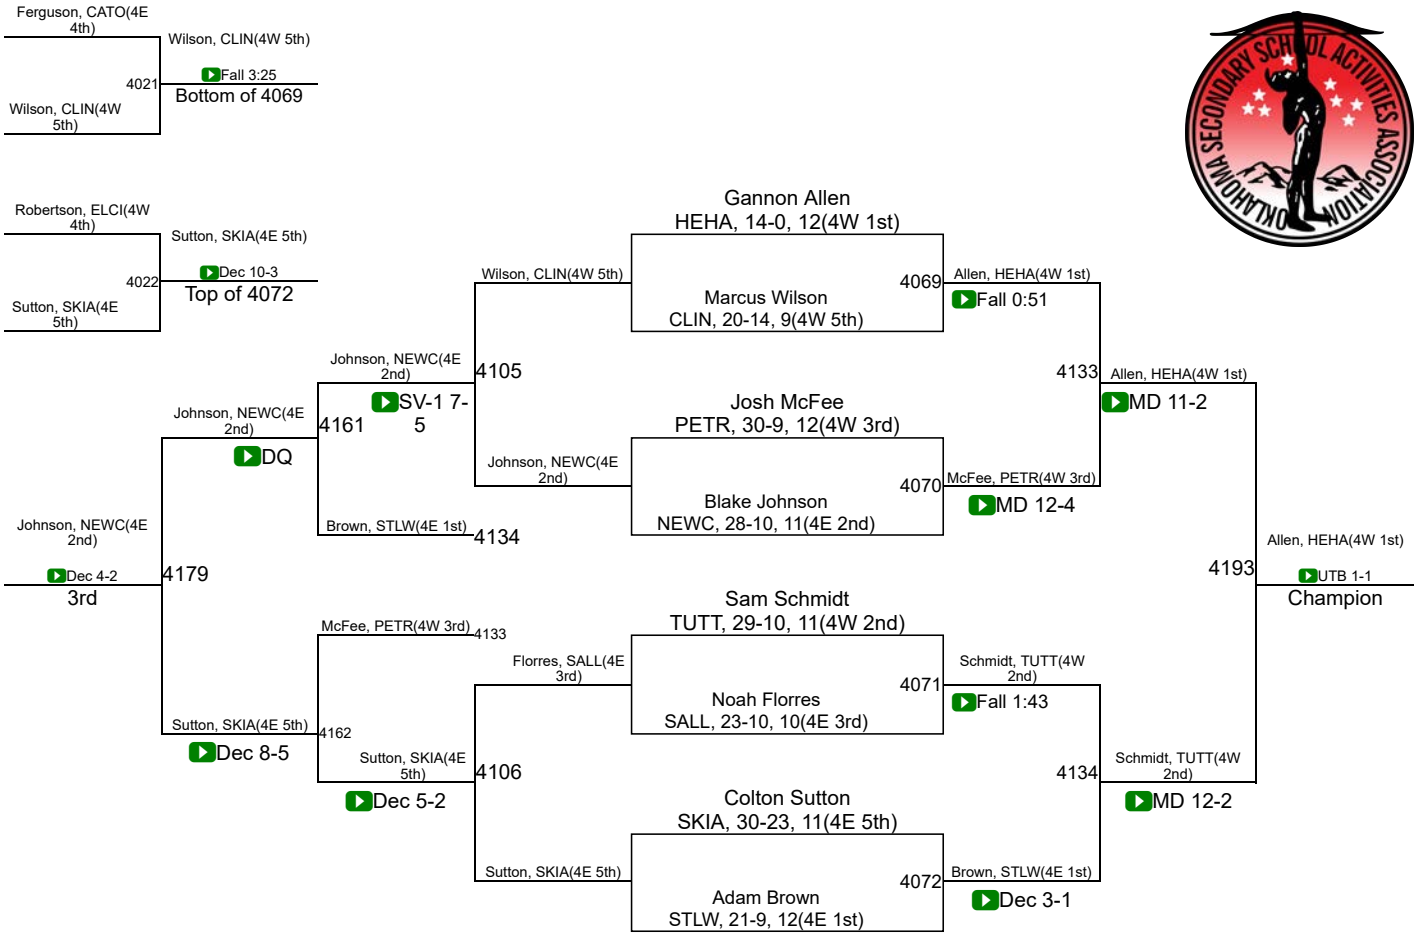 Ferguson, CATO(4E
4th)
Wilson, CLIN(4W 5th)
4021
Fall 3:25
Bottom of 4069
Wilson, CLIN(4W
5th)
OKLAHOMA SECONDARY SCHOOL ACTIVITIES ASSOCIATION
Robertson, ELCI(4W
4th)
Sutton, SKIA(4E 5th)
4022
Dec 10-3
Top of 4072
Sutton, SKIA(4E
5th)
Gannon Allen
HEHA, 14-0, 12(4W 1st)
Wilson, CLIN(4W 5th)
4069
Allen, HEHA(4W 1st)
Fall 0:51
Marcus Wilson
CLIN, 20-14, 9(4W 5th)
Johnson, NEWC(4E
2nd)
4105
SV-1 7-
5
4133
Allen, HEHA(4W 1st)
MD 11-2
Johnson, NEWC(4E
2nd)
4161
DQ
Josh McFee
PETR, 30-9, 12(4W 3rd)
Johnson, NEWC(4E
2nd)
4070
McFee, PETR(4W 3rd)
MD 12-4
Blake Johnson
NEWC, 28-10, 11(4E 2nd)
Brown, STLW(4E 1st)
4134
Johnson, NEWC(4E
2nd)
4179
Dec 4-2
3rd
4193
Allen, HEHA(4W 1st)
UTB 1-1
Champion
Sam Schmidt
TUTT, 29-10, 11(4W 2nd)
McFee, PETR(4W 3rd)
4133
Florres, SALL(4E
3rd)
4071
Schmidt, TUTT(4W
2nd)
Fall 1:43
Noah Florres
SALL, 23-10, 10(4E 3rd)
Sutton, SKIA(4E 5th)
4162
Dec 8-5
Sutton, SKIA(4E
5th)
4106
Dec 5-2
4134
Schmidt, TUTT(4W
2nd)
MD 12-2
Colton Sutton
SKIA, 30-23, 11(4E 5th)
Sutton, SKIA(4E 5th)
4072
Brown, STLW(4E 1st)
Dec 3-1
Adam Brown
STLW, 21-9, 12(4E 1st)